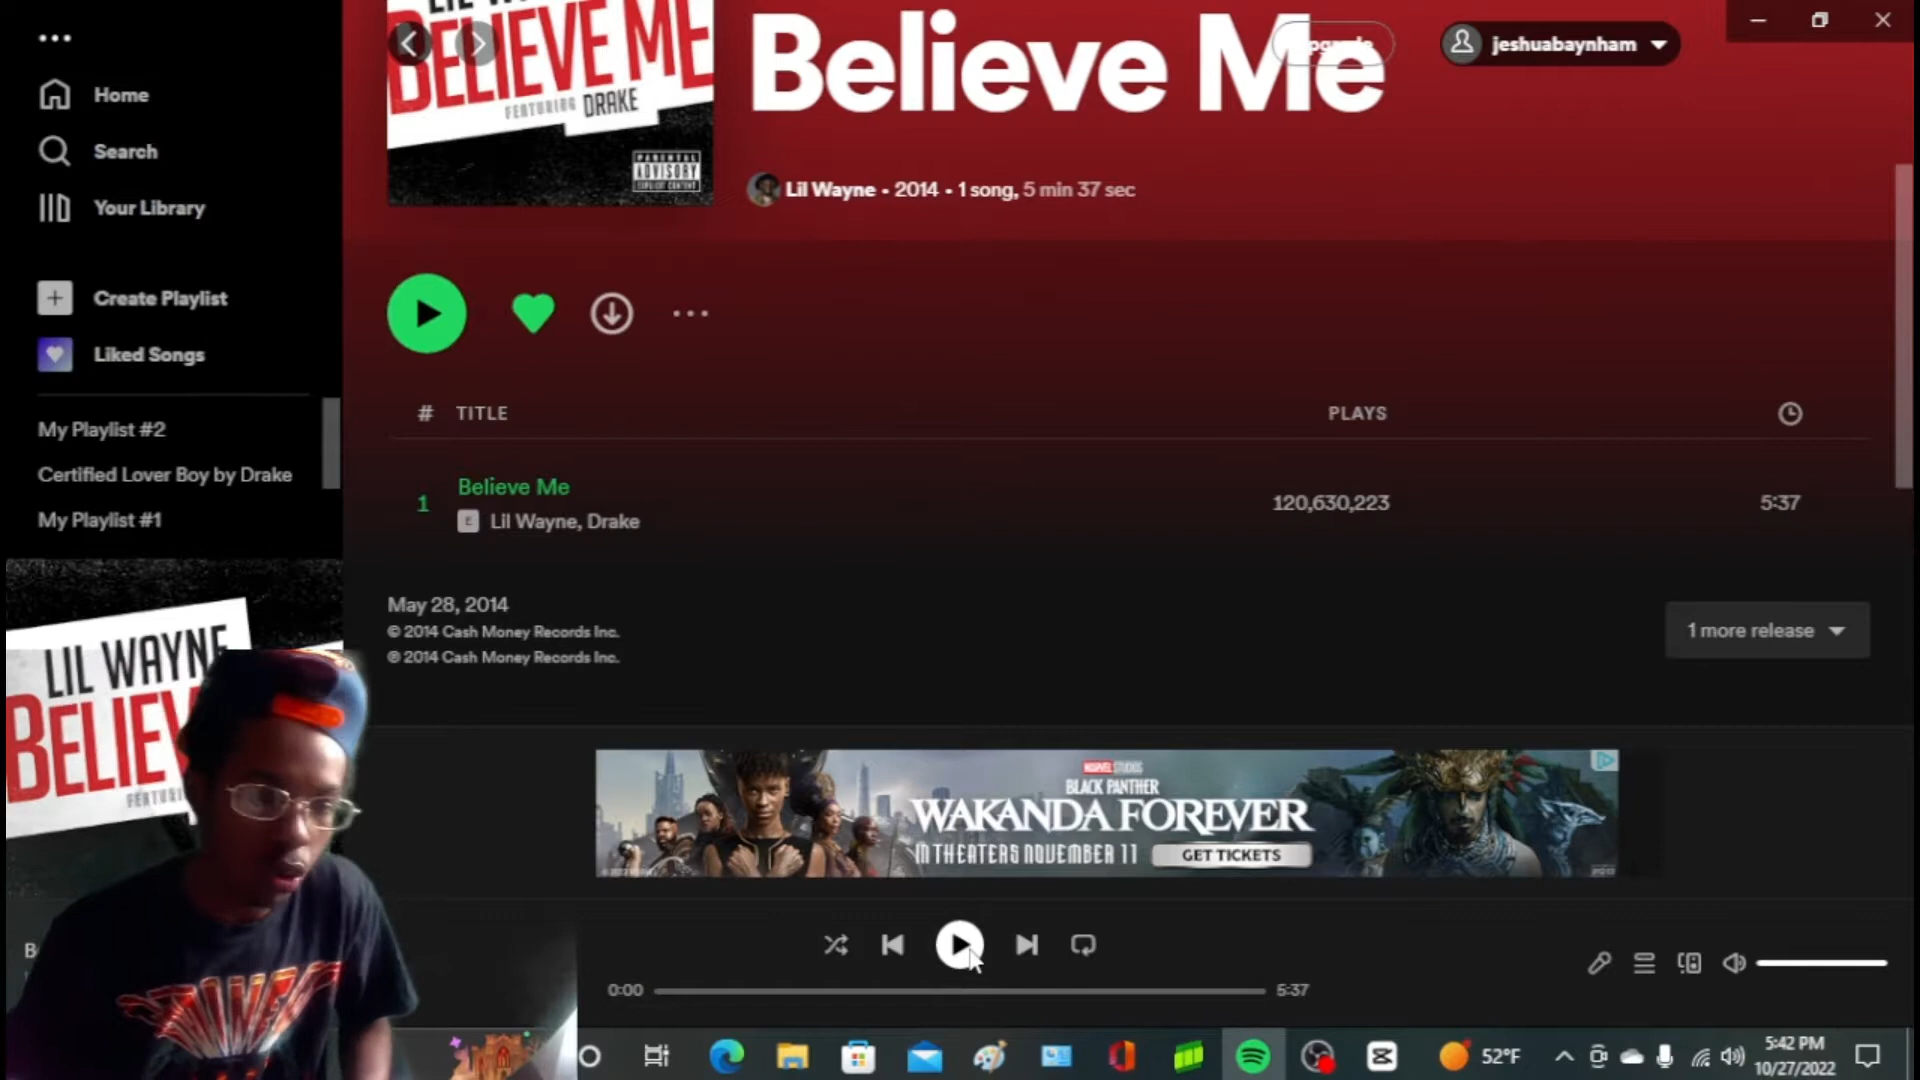 BELIEVE ME
FEATURING DRAKE
PARENTAL
ADVISORY
EXPLICIT CONTENT
Believe Me
jeshuabaynham
Home
Search
Your Library
Lil Wayne • 2014 • 1 song, 5 min 37 sec
Create Playlist
Liked Songs
# TITLE PLAYS
My Playlist #2
Certified Lover Boy by Drake
My Playlist #1
1 Believe Me 120,630,223 5:37
E Lil Wayne, Drake
May 28, 2014
© 2014 Cash Money Records Inc.
℗ 2014 Cash Money Records Inc.
1 more release
LIL WAYNE
MARVEL STUDIOS
BLACK PANTHER
WAKANDA FOREVER
IN THEATERS NOVEMBER 11
GET TICKETS
0:00 5:37
52°F
5:42 PM
10/27/2022